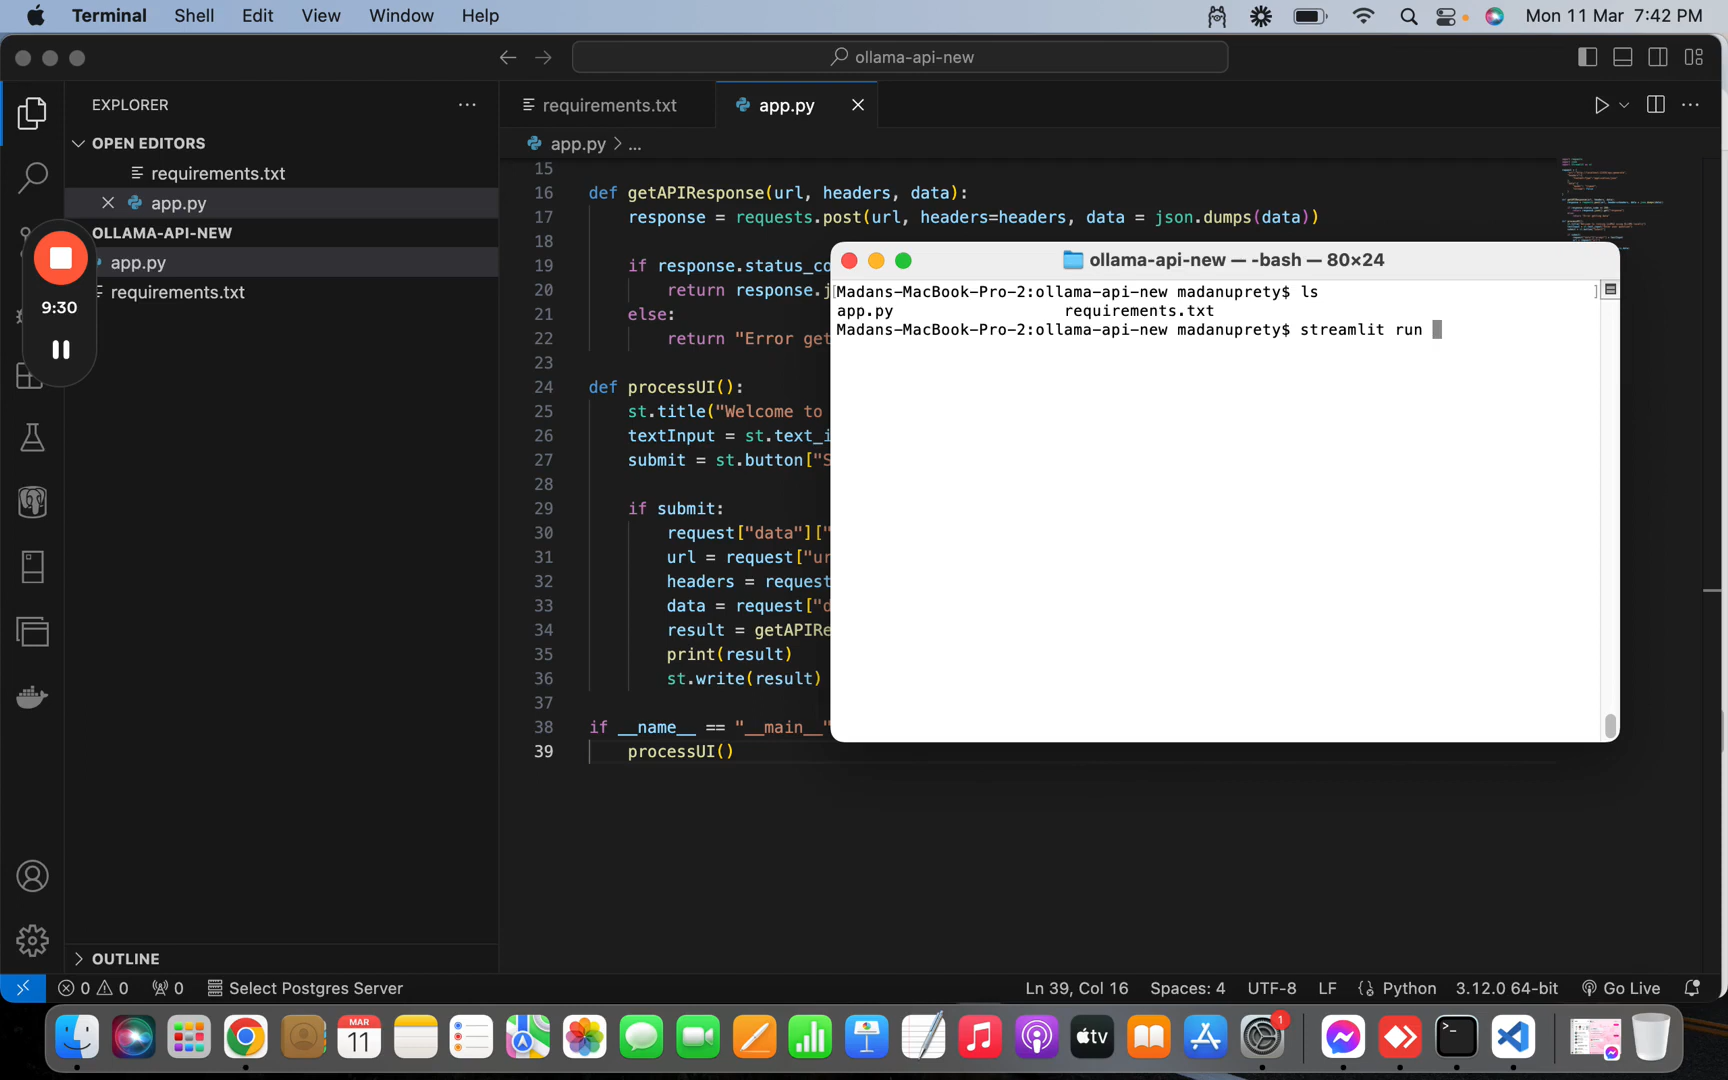 Terminal Shell Edit View Window Help Mon 11 Mar 7:42 PM
ollama-api-new
EXPLORER
requirements.txt
app.py
OPEN EDITORS
requirements.txt
app.py
OLLAMA-API-NEW
app.py
requirements.txt
9:30
app.py > ...
15
16 def getAPIResponse(url, headers, data):
17 response = requests.post(url, headers=headers, data = json.dumps(data))
18
19 if response.status_co
20 return response.j
21 else:
22 return "Error get
23
24 def processUI():
25 st.title("Welcome to
26 textInput = st.text_i
27 submit = st.button["S
28
29 if submit:
30 request["data"]["
31 url = request["ur
32 headers = request
33 data = request["d
34 result = getAPIRe
35 print(result)
36 st.write(result)
37
38 if __name__ == "__main__"
39 processUI()
ollama-api-new — -bash — 80×24
Madans-MacBook-Pro-2:ollama-api-new madanuprety$ ls
app.py requirements.txt
Madans-MacBook-Pro-2:ollama-api-new madanuprety$ streamlit run
OUTLINE
0 0 0 Select Postgres Server Ln 39, Col 16 Spaces: 4 UTF-8 LF Python 3.12.0 64-bit Go Live
MAR
11
tv
1